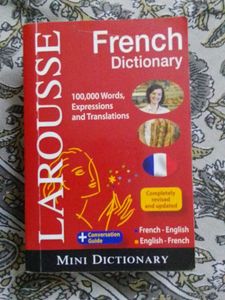 LAROUSSE
French
Dictionary
100,000 Words,
Expressions
and Translations
Completely
revised
and updated
+ Conversation
Guide
French - English
English - French
MINI DICTIONARY